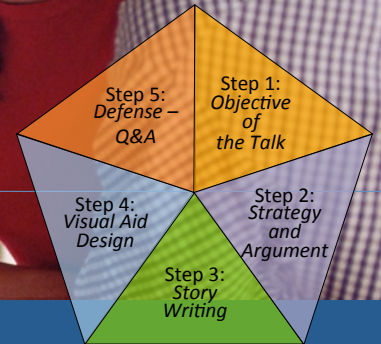 Step 1:
Objective
of
the Talk
Step 2:
Strategy
and
Argument
Step 3:
Story
Writing
Step 4:
Visual Aid
Design
Step 5:
Defense –
Q&A